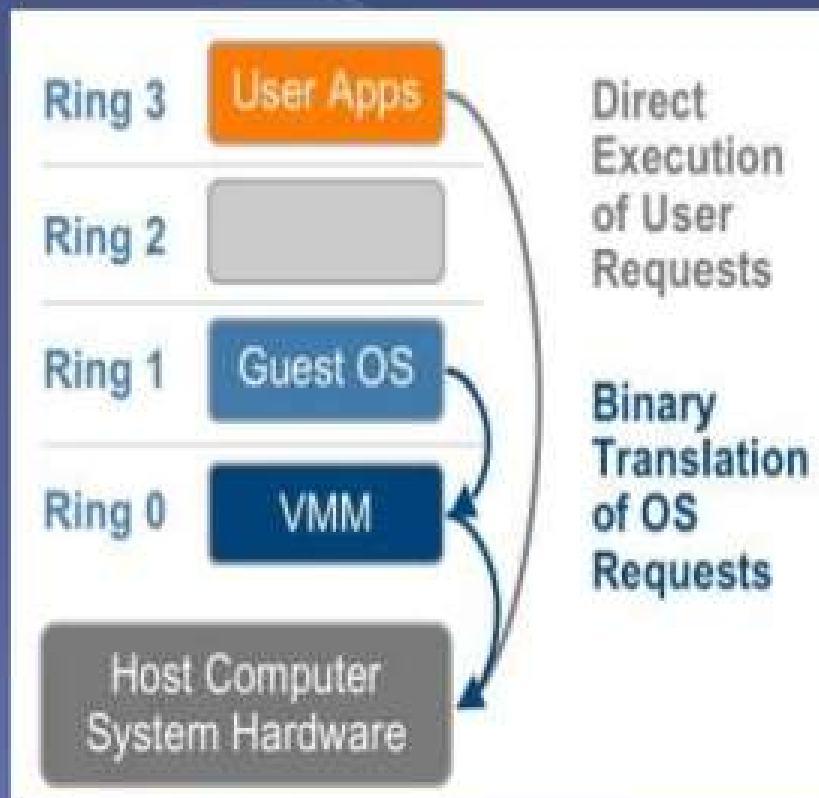 Ring 3
User Apps
Ring 2
Ring 1
Guest OS
Ring 0
VMM
Host Computer
System Hardware
Direct
Execution
of User
Requests
Binary
Translation
of OS
Requests